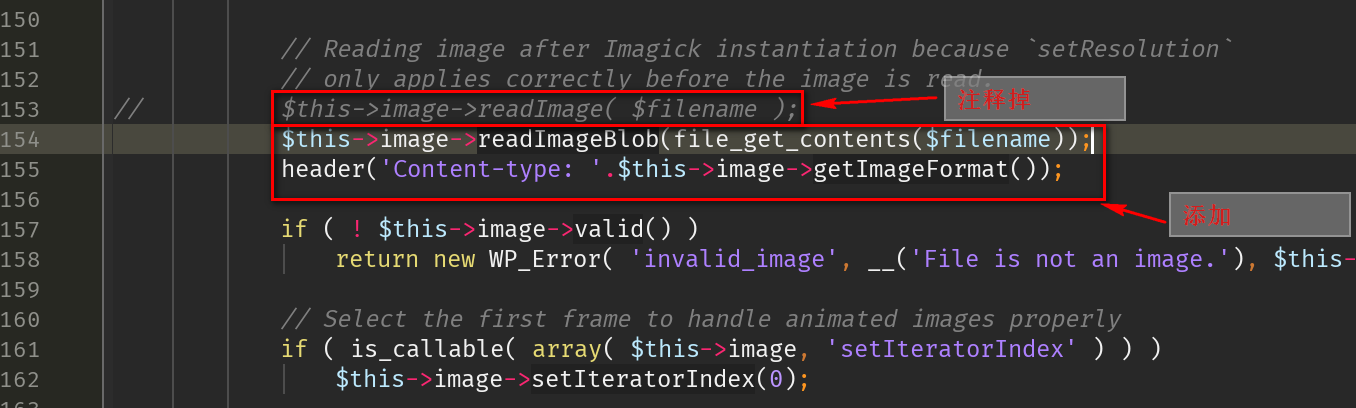 150
151 // Reading image after Imagick instantiation because `setResolution`
152 // only applies correctly before the image is read.
153 // $this->image->readImage( $filename ); 注释掉
154 $this->image->readImageBlob(file_get_contents($filename));
155 header('Content-type: '.$this->image->getImageFormat());
156
添加
157 if ( ! $this->image->valid() )
158 return new WP_Error( 'invalid_image', __('File is not an image.'), $this-
159
160 // Select the first frame to handle animated images properly
161 if ( is_callable( array( $this->image, 'setIteratorIndex' ) ) )
162 $this->image->setIteratorIndex(0);
163